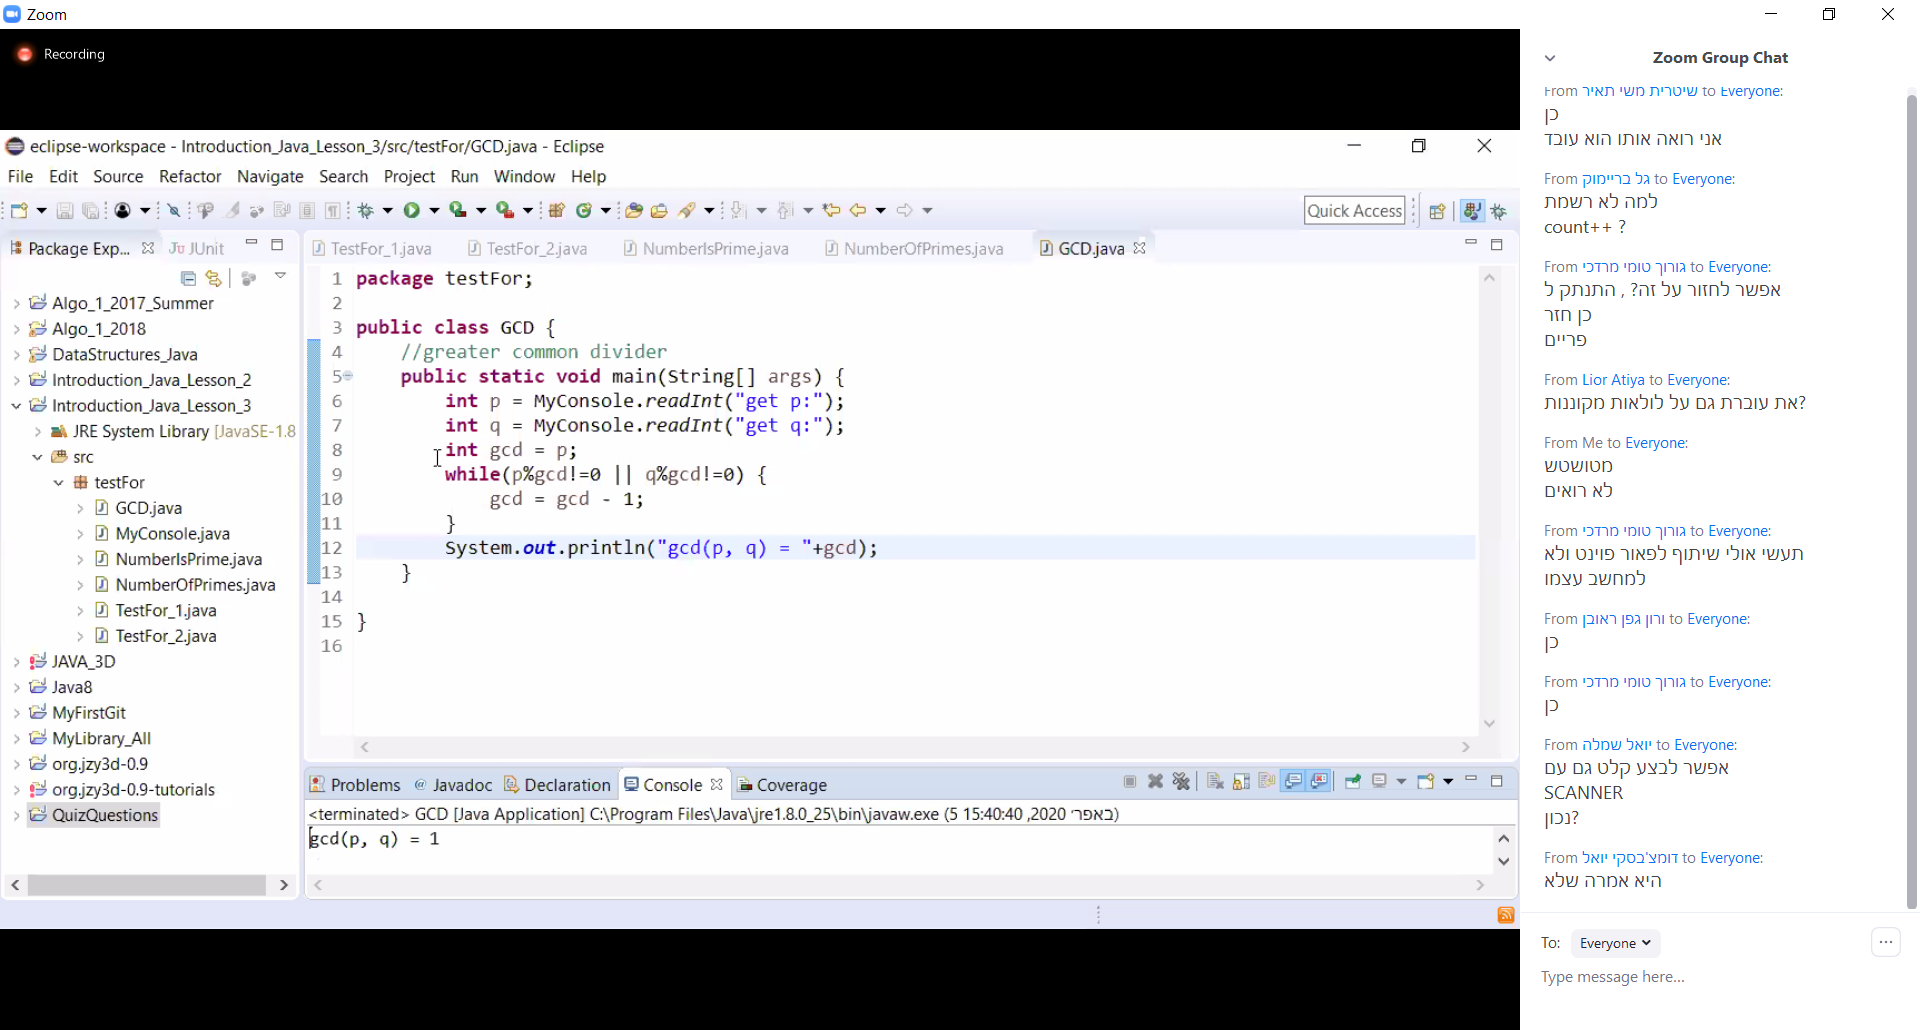 Zoom
Recording
eclipse-workspace - Introduction_Java_Lesson_3/src/testFor/GCD.java - Eclipse
File Edit Source Refactor Navigate Search Project Run Window Help
Quick Access
Package Exp... JUnit
Algo_1_2017_Summer
Algo_1_2018
DataStructures_Java
Introduction_Java_Lesson_2
Introduction_Java_Lesson_3
JRE System Library [JavaSE-1.8
src
testFor
GCD.java
MyConsole.java
NumberIsPrime.java
NumberOfPrimes.java
TestFor_1.java
TestFor_2.java
JAVA_3D
Java8
MyFirstGit
MyLibrary_All
org.jzy3d-0.9
org.jzy3d-0.9-tutorials
QuizQuestions
TestFor_1.java TestFor_2.java NumberIsPrime.java NumberOfPrimes.java GCD.java
1 package testFor;
2
3 public class GCD {
4 //greater common divider
5 public static void main(String[] args) {
6 int p = MyConsole.readInt("get p:");
7 int q = MyConsole.readInt("get q:");
8 int gcd = p;
9 while(p%gcd!=0 || q%gcd!=0) {
10 gcd = gcd - 1;
11 }
12 System.out.println("gcd(p, q) = "+gcd);
13 }
14
15 }
16
Problems @ Javadoc Declaration Console Coverage
<terminated> GCD [Java Application] C:\Program Files\Java\jre1.8.0_25\bin\javaw.exe (5 15:40:40 ,2020 באפר׳)
gcd(p, q) = 1
Zoom Group Chat
From שיטרית משי תאיר to Everyone:
כן
אני רואה אותו הוא עובד
From גל בריימוק to Everyone:
למה לא רשמת
count++ ?
From גורוך טומי מרדכי to Everyone:
אפשר לחזור על זה? , התנתק ל
כן חזר
פריים
From Lior Atiya to Everyone:
את עוברת גם על לולאות מקוננות?
From Me to Everyone:
מטושטש
לא רואים
From גורוך טומי מרדכי to Everyone:
תעשי אולי שיתוף לפאור פוינט ולא
למחשב עצמו
From ורון גפן ראובן to Everyone:
כן
From גורוך טומי מרדכי to Everyone:
כן
From יואל שמלה to Everyone:
אפשר לבצע קלט גם עם
SCANNER
נכון?
From דומצ'בסקי יואל to Everyone:
היא אמרה שלא
To: Everyone
Type message here...